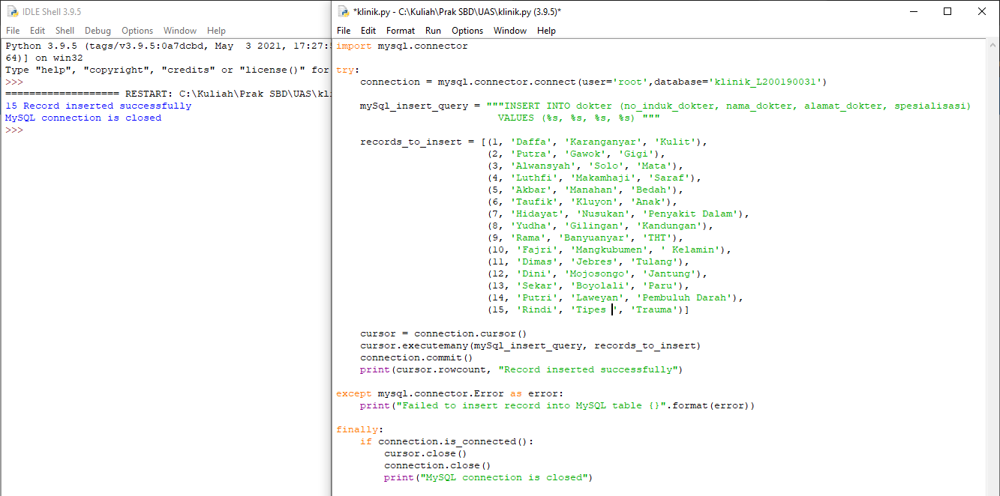 IDLE Shell 3.9.5
File Edit Shell Debug Options Window Help
Python 3.9.5 (tags/v3.9.5:0a7dcbd, May  3 2021, 17:27:
64)] on win32
Type "help", "copyright", "credits" or "license()" for
>>>
=================== RESTART: C:\Kuliah\Prak SBD\UAS\kli
15 Record inserted successfully
MySQL connection is closed
>>>
*klinik.py - C:\Kuliah\Prak SBD\UAS\klinik.py (3.9.5)*
File Edit Format Run Options Window Help
import mysql.connector
try:
    connection = mysql.connector.connect(user='root',database='klinik_L200190031')
    mySql_insert_query = """INSERT INTO dokter (no_induk_dokter, nama_dokter, alamat_dokter, spesialisasi)
                           VALUES (%s, %s, %s, %s) """
    records_to_insert = [(1, 'Daffa', 'Karanganyar', 'Kulit'),
                         (2, 'Putra', 'Gawok', 'Gigi'),
                         (3, 'Alwansyah', 'Solo', 'Mata'),
                         (4, 'Luthfi', 'Makamhaji', 'Saraf'),
                         (5, 'Akbar', 'Manahan', 'Bedah'),
                         (6, 'Taufik', 'Kluyon', 'Anak'),
                         (7, 'Hidayat', 'Nusukan', 'Penyakit Dalam'),
                         (8, 'Yudha', 'Gilingan', 'Kandungan'),
                         (9, 'Rama', 'Banyuanyar', 'THT'),
                         (10, 'Fajri', 'Mangkubumen', ' Kelamin'),
                         (11, 'Dimas', 'Jebres', 'Tulang'),
                         (12, 'Dini', 'Mojosongo', 'Jantung'),
                         (13, 'Sekar', 'Boyolali', 'Paru'),
                         (14, 'Putri', 'Laweyan', 'Pembuluh Darah'),
                         (15, 'Rindi', 'Tipes ', 'Trauma')]
    cursor = connection.cursor()
    cursor.executemany(mySql_insert_query, records_to_insert)
    connection.commit()
    print(cursor.rowcount, "Record inserted successfully")
except mysql.connector.Error as error:
    print("Failed to insert record into MySQL table {}".format(error))
finally:
    if connection.is_connected():
        cursor.close()
        connection.close()
        print("MySQL connection is closed")